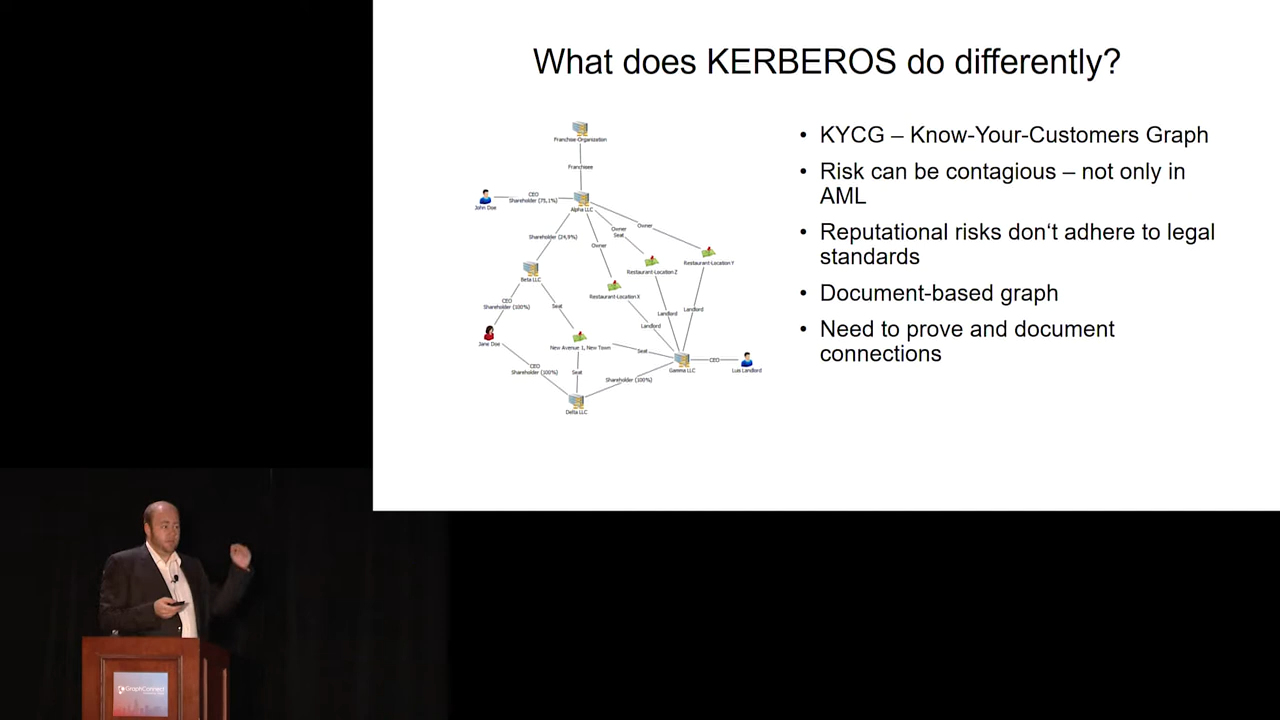 What does KERBEROS do differently?
• KYCG – Know-Your-Customers Graph
• Risk can be contagious – not only in
AML
• Reputational risks don‘t adhere to legal
standards
• Document-based graph
• Need to prove and document
connections
Franchise-Organization
Franchisee
John Doe
CEO
Shareholder (75,1%)
Alpha LLC
Shareholder (24,9%)
Owner
Owner
Seat
Owner
Beta LLC
Restaurant-Location X
Restaurant-Location Z
Restaurant-Location Y
CEO
Shareholder (100%)
Seat
Landlord
Landlord
Landlord
Jane Doe
New Avenue 1, New Town
Seat
Gamma LLC
CEO
Luis Landlord
CEO
Shareholder (100%)
Seat
Shareholder (100%)
Delta LLC
GraphConnect